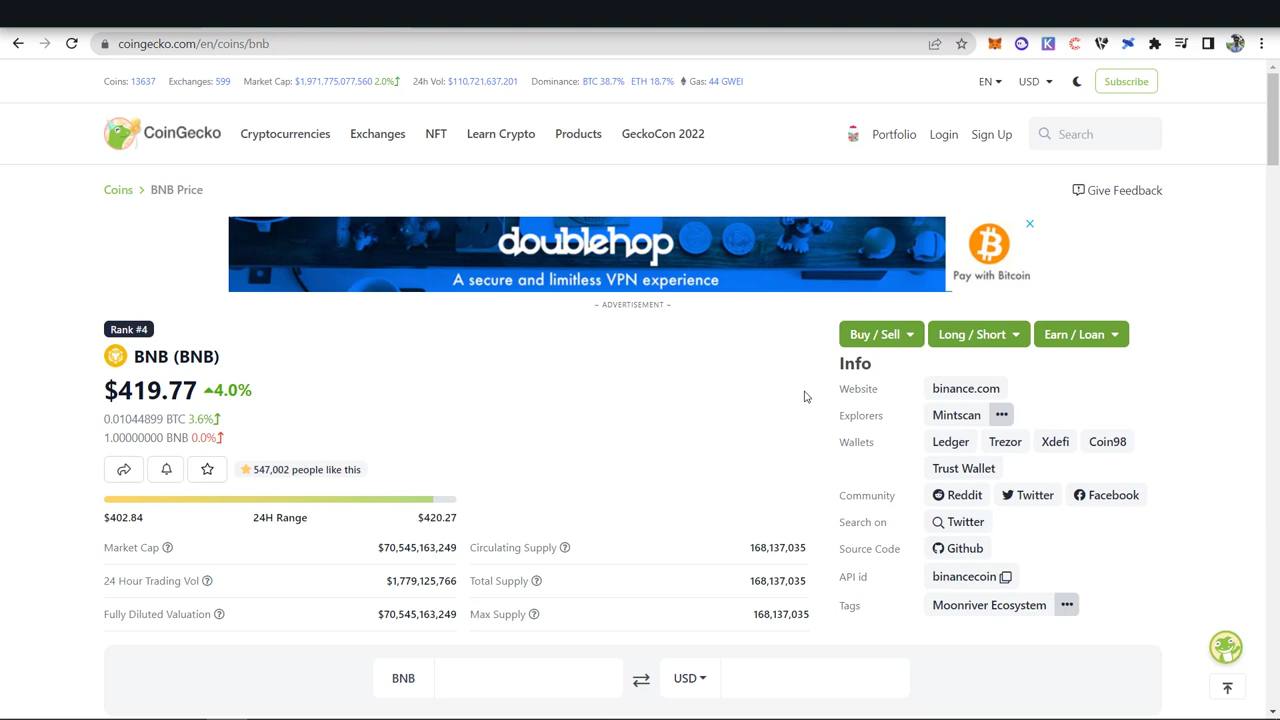 coingecko.com/en/coins/bnb
Coins: 13637 Exchanges: 599 Market Cap: $1,971,775,077,560 2.0% 24h Vol: $110,721,637,201 Dominance: BTC 38.7% ETH 18.7% Gas: 44 GWEI EN USD Subscribe
CoinGecko Cryptocurrencies Exchanges NFT Learn Crypto Products GeckoCon 2022 Portfolio Login Sign Up Search
Coins > BNB Price Give Feedback
doublehop
A secure and limitless VPN experience
Pay with Bitcoin
– ADVERTISEMENT –
Rank #4
BNB (BNB)
$419.77 4.0%
0.01044899 BTC 3.6%
1.00000000 BNB 0.0%
547,002 people like this
$402.84 24H Range $420.27
Market Cap $70,545,163,249
24 Hour Trading Vol $1,779,125,766
Fully Diluted Valuation $70,545,163,249
Circulating Supply 168,137,035
Total Supply 168,137,035
Max Supply 168,137,035
Buy / Sell Long / Short Earn / Loan
Info
Website binance.com
Explorers Mintscan •••
Wallets Ledger Trezor Xdefi Coin98
Trust Wallet
Community Reddit Twitter Facebook
Search on Twitter
Source Code Github
API id binancecoin
Tags Moonriver Ecosystem •••
BNB USD